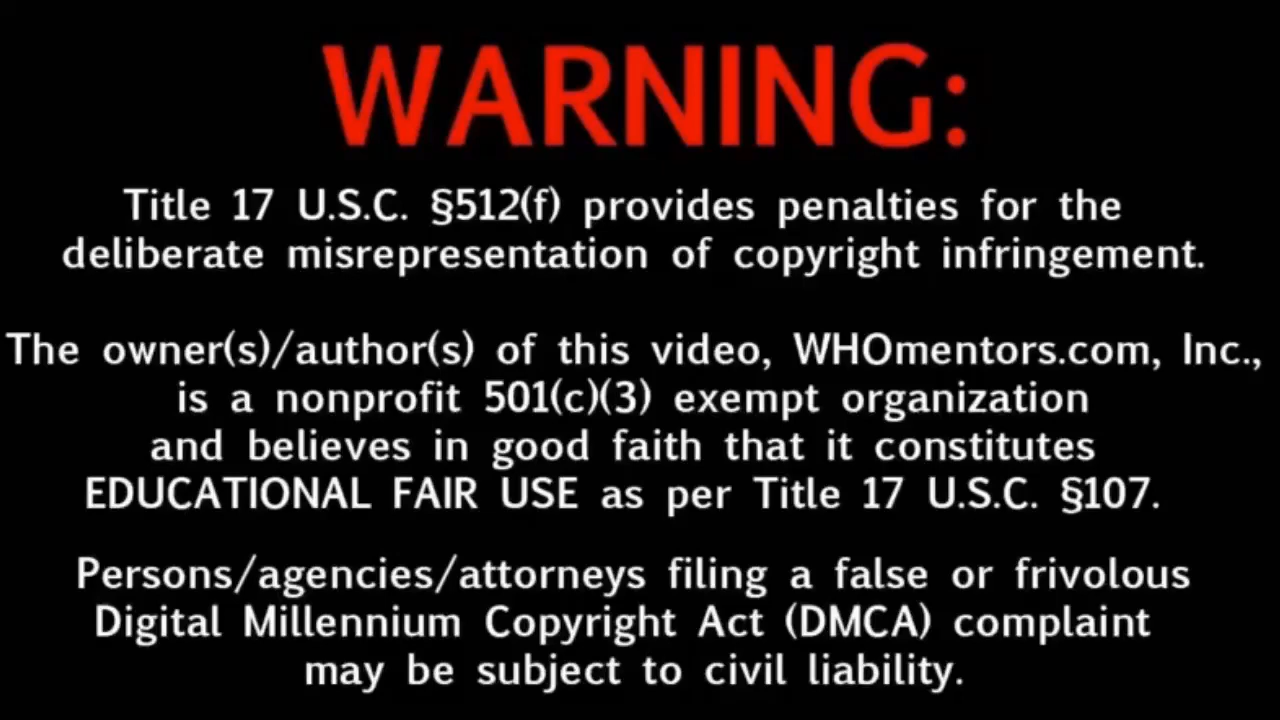 WARNING:
Title 17 U.S.C. §512(f) provides penalties for the
deliberate misrepresentation of copyright infringement.
The owner(s)/author(s) of this video, WHOmentors.com, Inc.,
is a nonprofit 501(c)(3) exempt organization
and believes in good faith that it constitutes
EDUCATIONAL FAIR USE as per Title 17 U.S.C. §107.
Persons/agencies/attorneys filing a false or frivolous
Digital Millennium Copyright Act (DMCA) complaint
may be subject to civil liability.